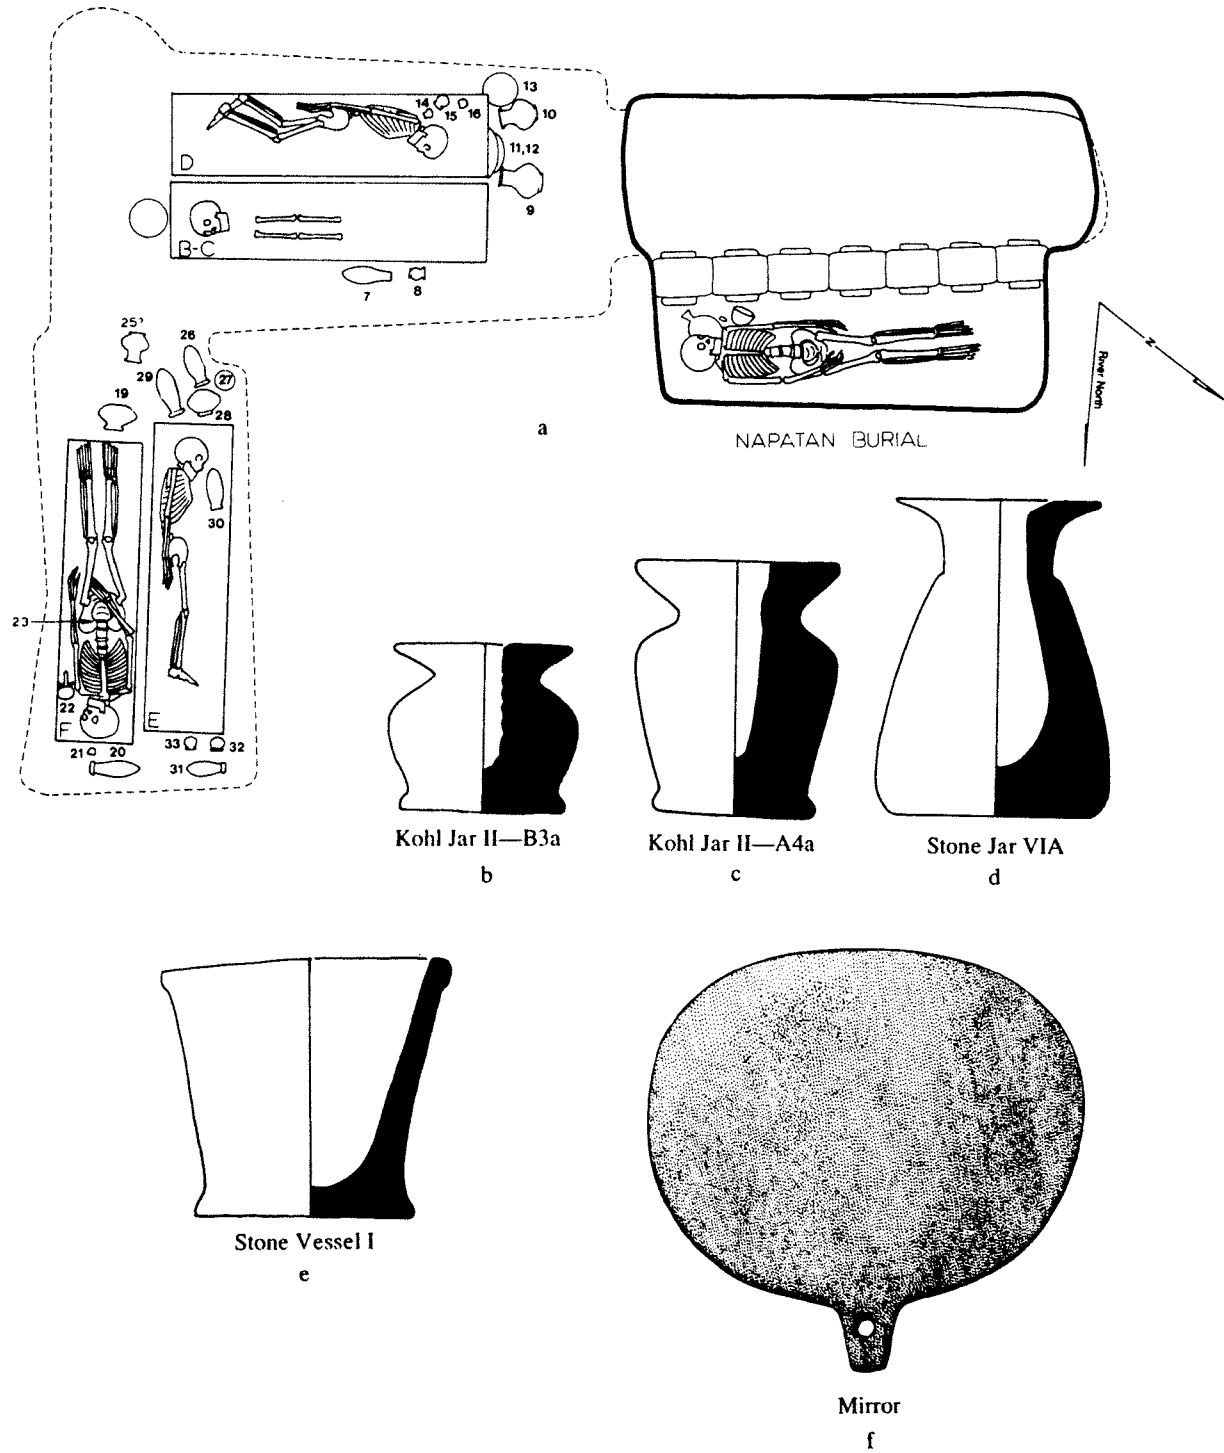 13
14
16
15
10
D
11,12
9
B-C
7
8
25?
26
29
27
19
28
a
NAPATAN BURIAL
River North
N
30
23
22
F
E
21
20
33
32
31
Kohl Jar II—B3a
b
Kohl Jar II—A4a
c
Stone Jar VIA
d
Stone Vessel I
e
Mirror
f